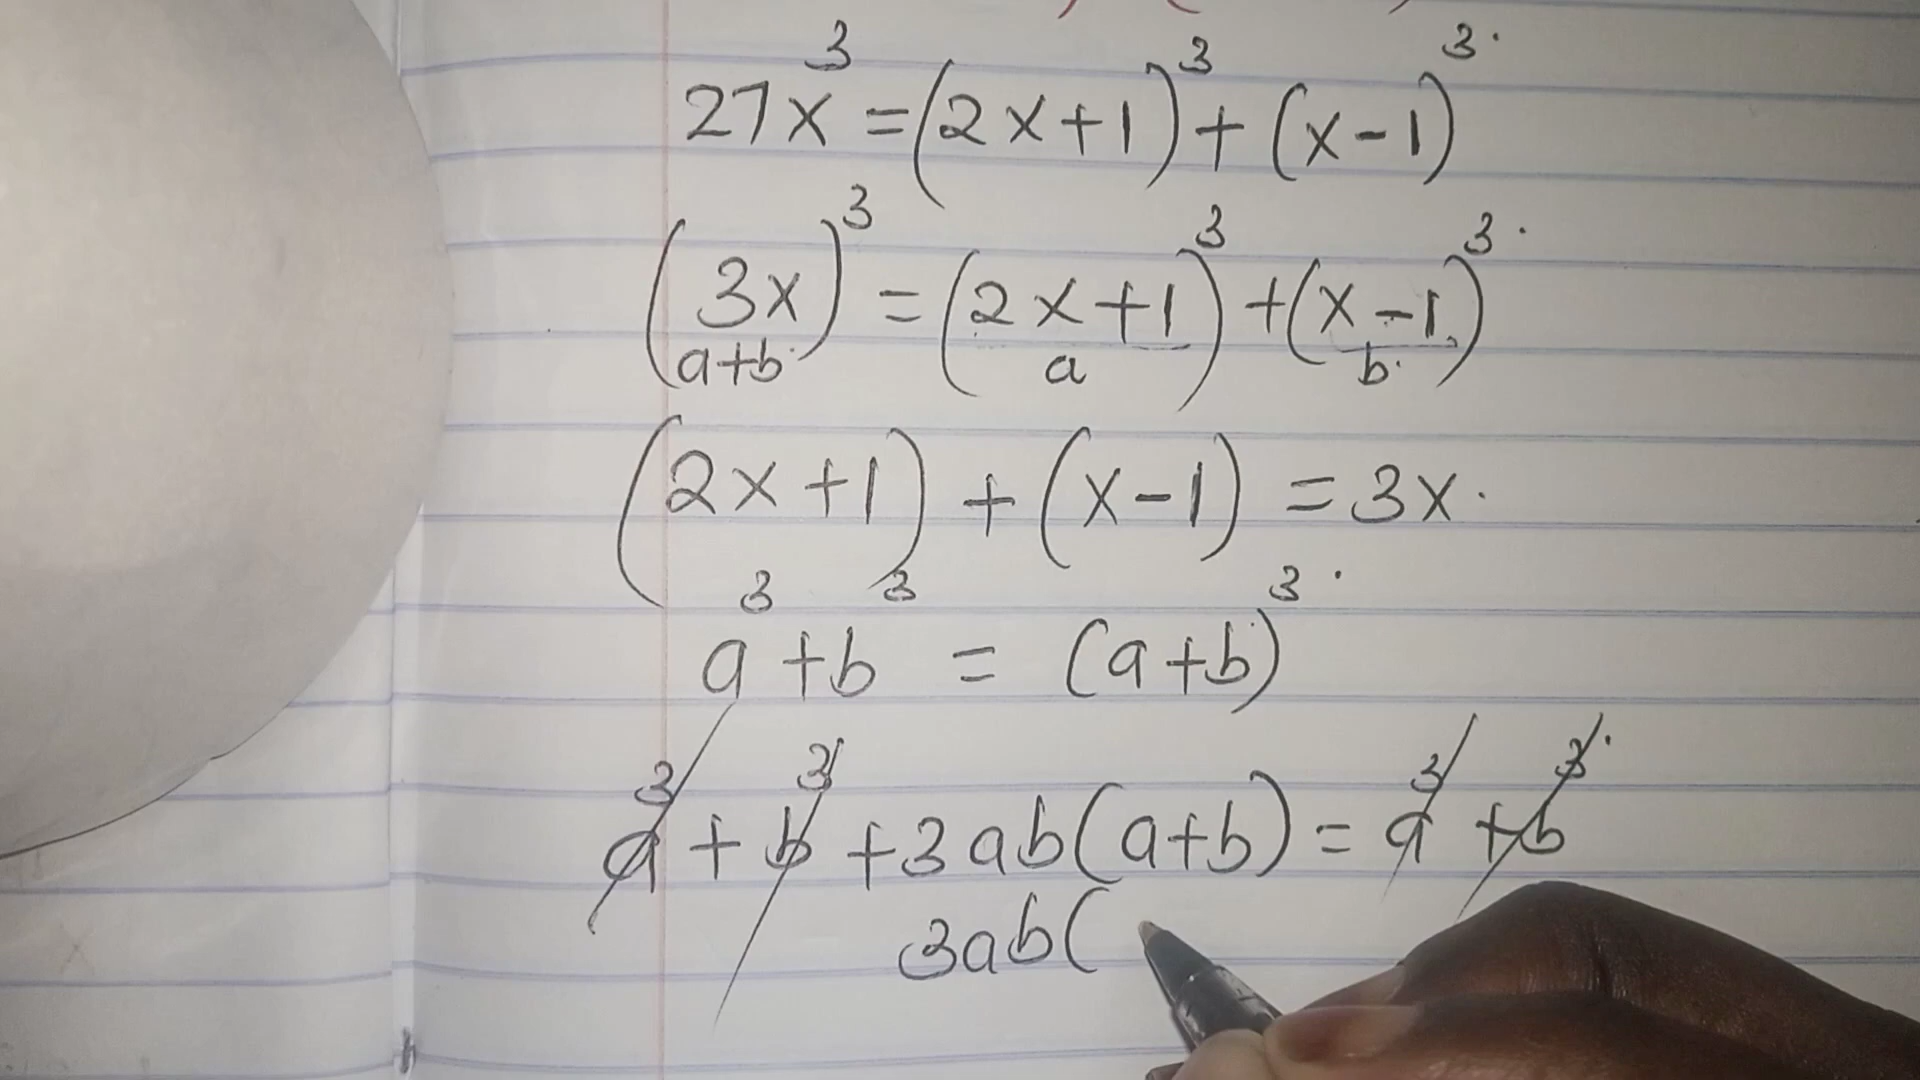 27x³ = (2x+1)³ + (x-1)³.
(3x)³ = (2x+1)³ + (x-1)³.
a+b. a b.
(2x+1) + (x-1) = 3x.
a³+b³ = (a+b)³.
a³ + b³ + 3ab(a+b) = a³ + b³.
3ab(